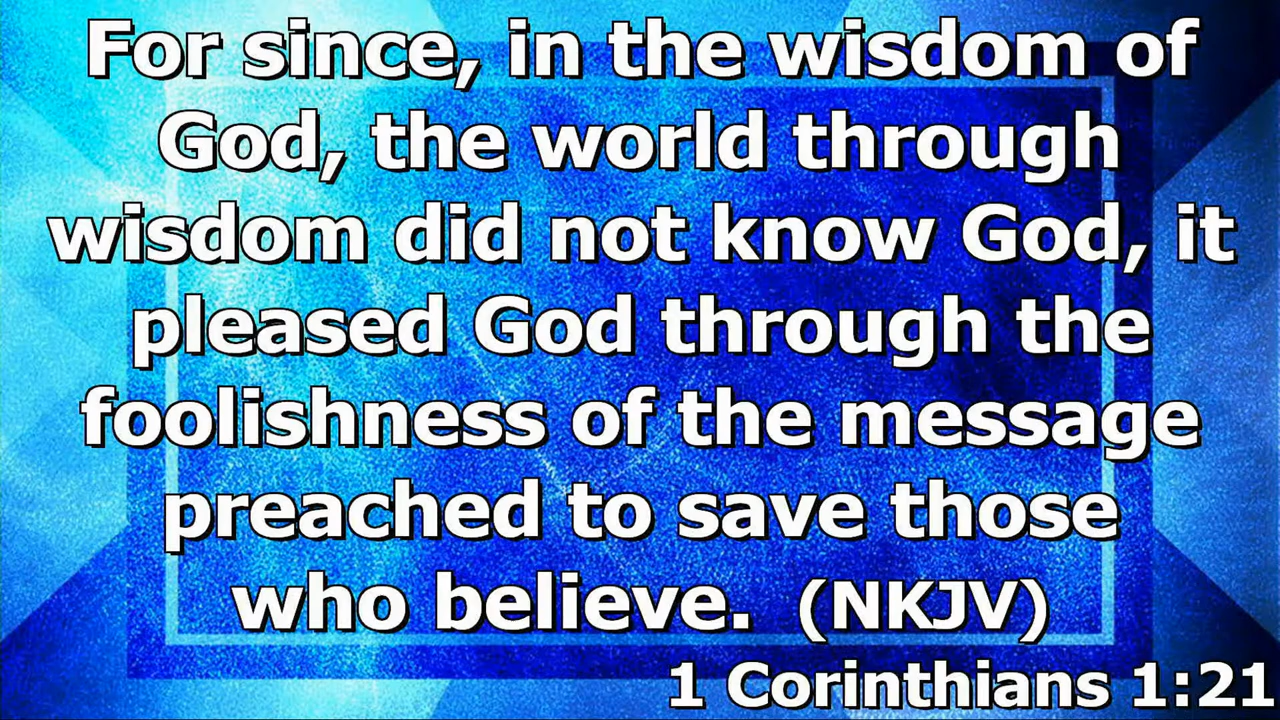 For since, in the wisdom of
God, the world through
wisdom did not know God, it
pleased God through the
foolishness of the message
preached to save those
who believe. (NKJV)
1 Corinthians 1:21